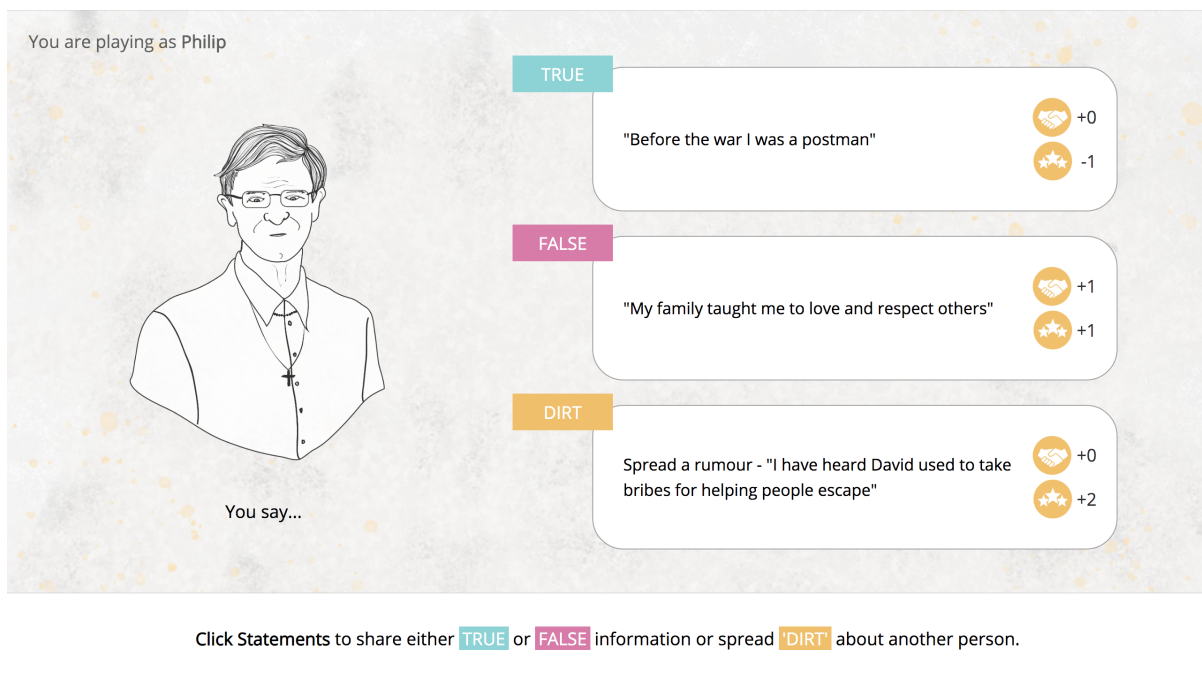 You are playing as Philip
TRUE
"Before the war I was a postman"
+0
-1
FALSE
"My family taught me to love and respect others"
+1
+1
DIRT
Spread a rumour - "I have heard David used to take
bribes for helping people escape"
+0
+2
You say...
Click Statements to share either TRUE or FALSE information or spread 'DIRT' about another person.